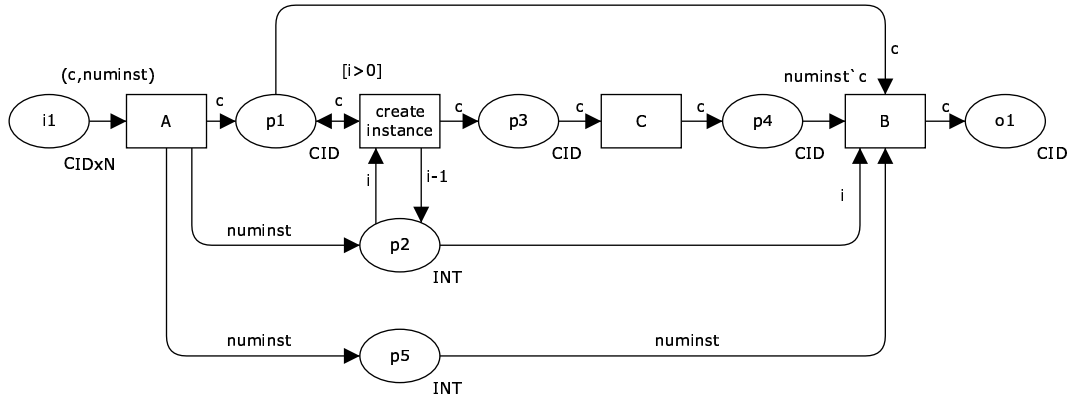 c
(c,numinst)
[i>0]
numinst`c
i1
A
c
p1
c
create
instance
c
p3
c
C
c
p4
B
c
o1
CIDxN
CID
CID
CID
CID
i
i-1
i
numinst
p2
INT
numinst
p5
numinst
INT